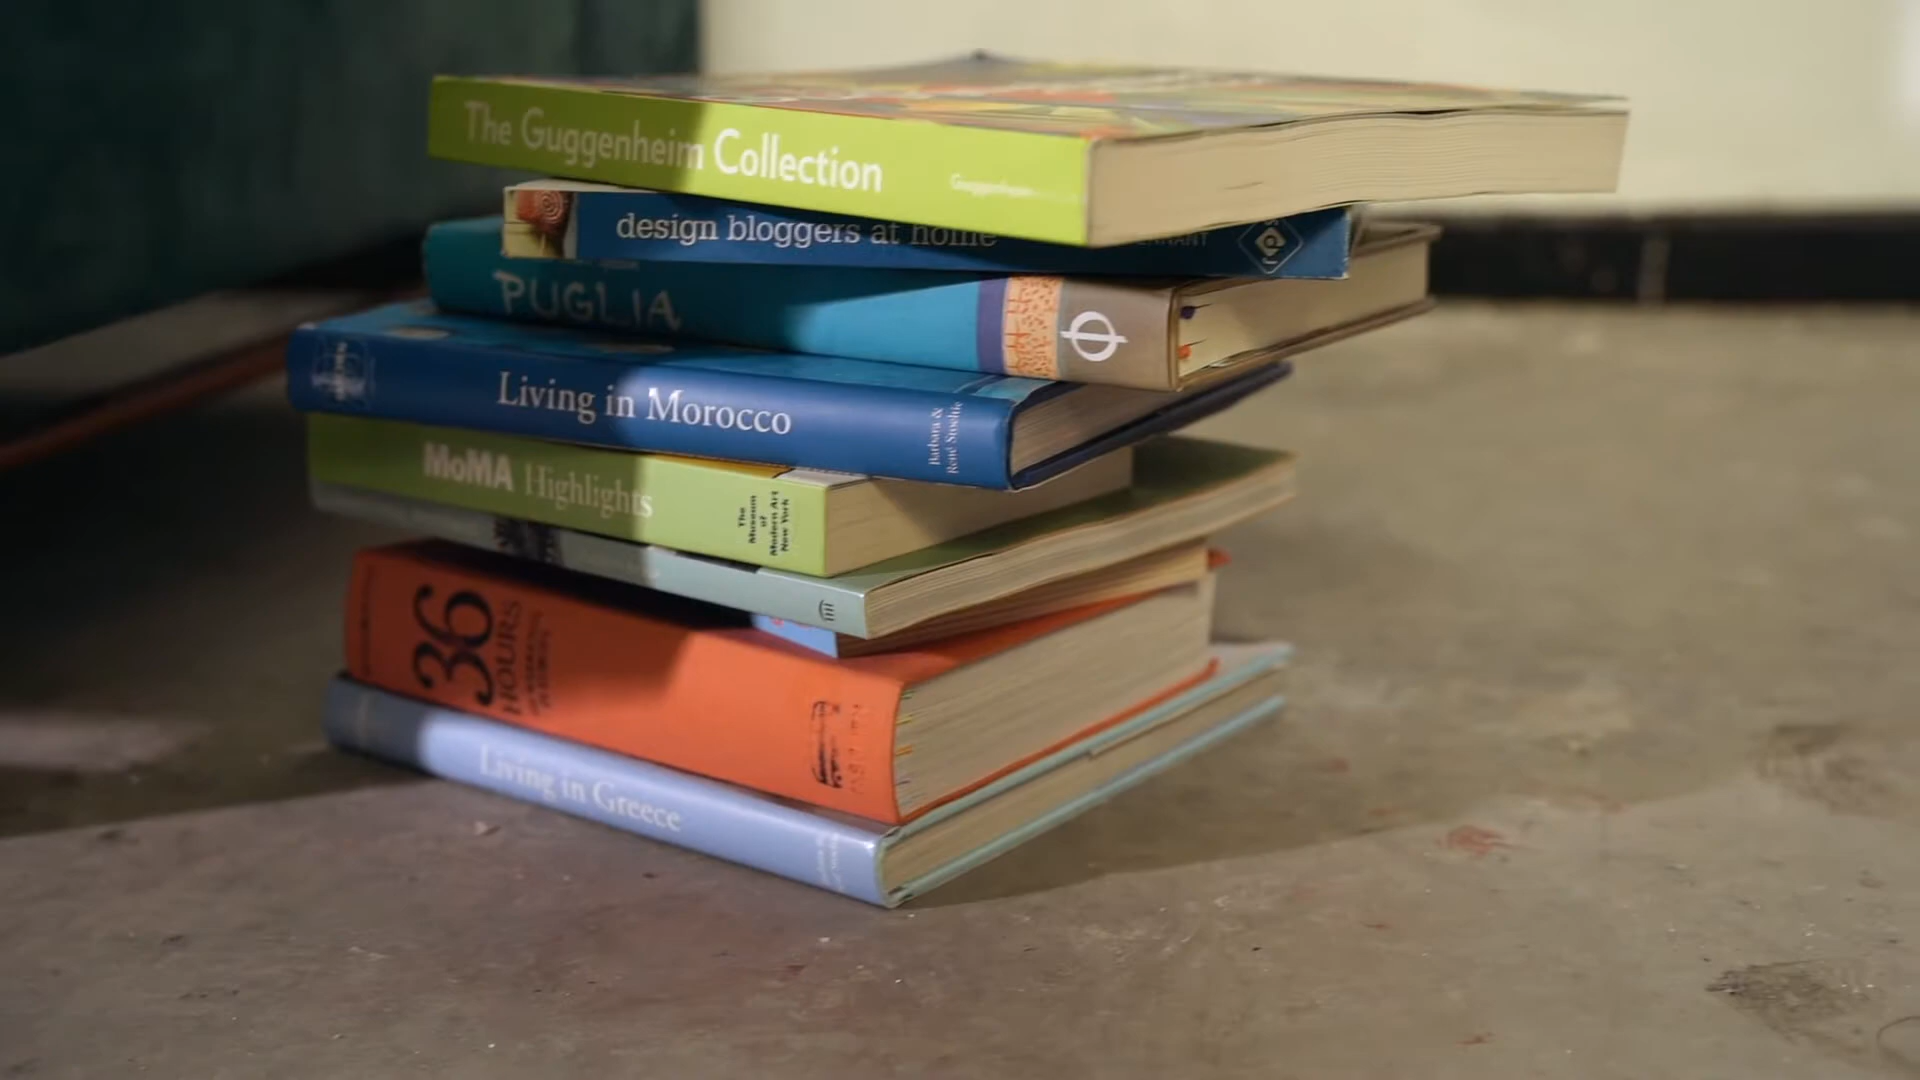 The Guggenheim Collection
Guggenheim
design bloggers at home
PUGLIA
Living in Morocco
Barbara &
René Stoeltie
MoMA Highlights
The
Museum
of
Modern Art
New York
36
HOURS
Living in Greece